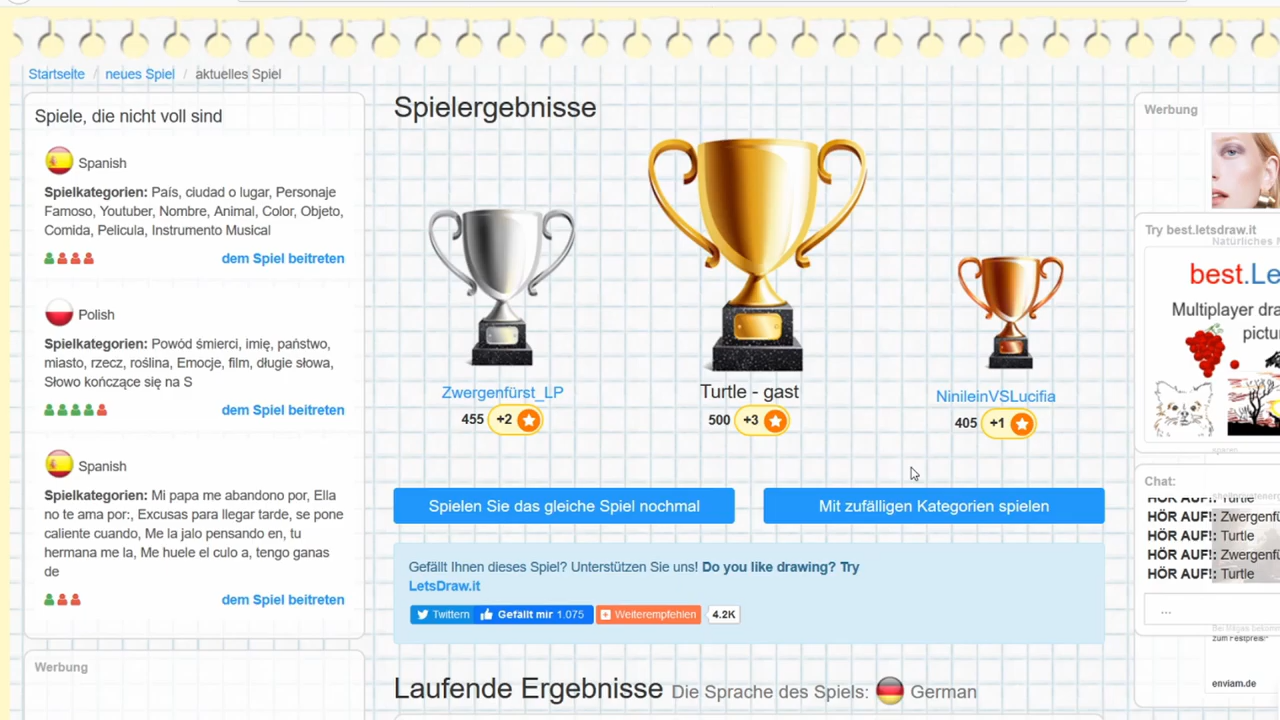 Startseite / neues Spiel / aktuelles Spiel
Spiele, die nicht voll sind
Spanish
Spielkategorien: País, ciudad o lugar, Personaje
Famoso, Youtuber, Nombre, Animal, Color, Objeto,
Comida, Pelicula, Instrumento Musical
dem Spiel beitreten
Polish
Spielkategorien: Powód śmierci, imię, państwo,
miasto, rzecz, roślina, Emocje, film, długie słowa,
Słowo kończące się na S
dem Spiel beitreten
Spanish
Spielkategorien: Mi papa me abandono por, Ella
no te ama por:, Excusas para llegar tarde, se pone
caliente cuando, Me la jalo pensando en, tu
hermana me la, Me huele el culo a, tengo ganas
de
dem Spiel beitreten
Werbung
Spielergebnisse
Zwergenfürst_LP
455 +2
Turtle - gast
500 +3
NinileinVSLucifia
405 +1
Spielen Sie das gleiche Spiel nochmal
Mit zufälligen Kategorien spielen
Gefällt Ihnen dieses Spiel? Unterstützen Sie uns! Do you like drawing? Try
LetsDraw.it
Twittern Gefällt mir 1.075 Weiterempfehlen 4.2K
Laufende Ergebnisse Die Sprache des Spiels: German
Werbung
Try best.letsdraw.it
best.Le
Multiplayer dra
pictu
Chat:
HÖR AUF!: Turtle
HÖR AUF!: Zwergenfü
HÖR AUF!: Turtle
HÖR AUF!: Zwergenfü
HÖR AUF!: Turtle
...
zum Festpreis:*
enviam.de